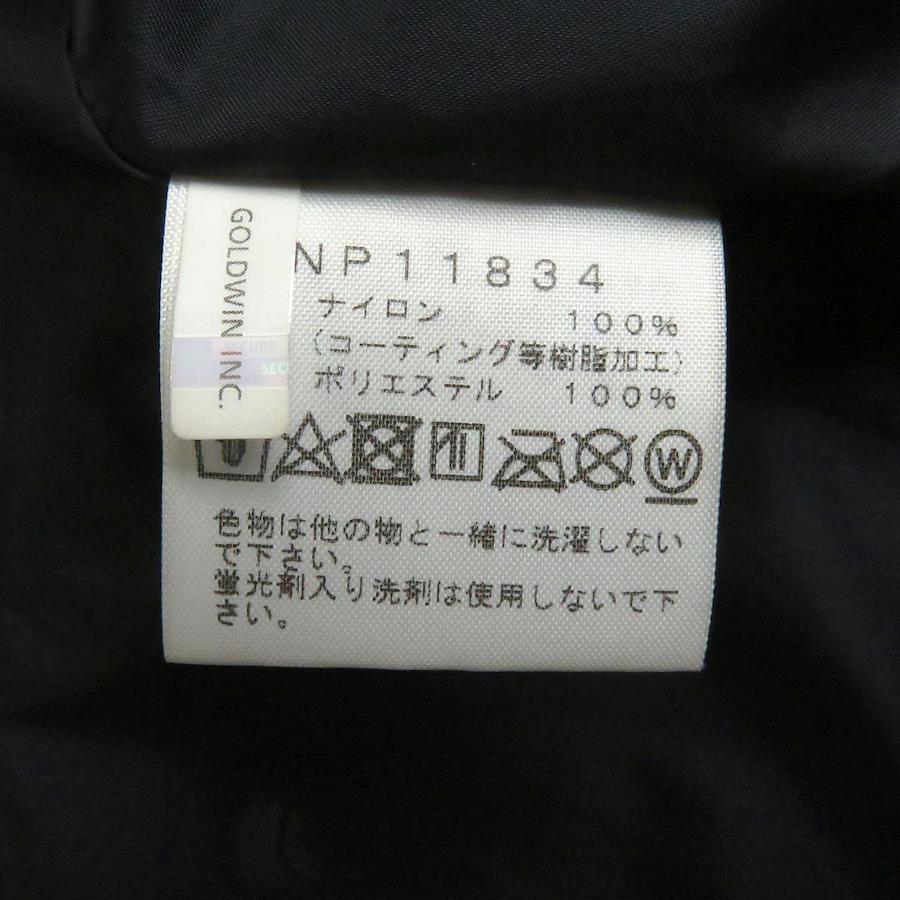 GOLDWIN INC.
NP11834
ナイロン 100%
(コーティング等樹脂加工)
ポリエステル 100%
W
色物は他の物と一緒に洗濯しない
で下さい。
蛍光剤入り洗剤は使用しないで下
さい。